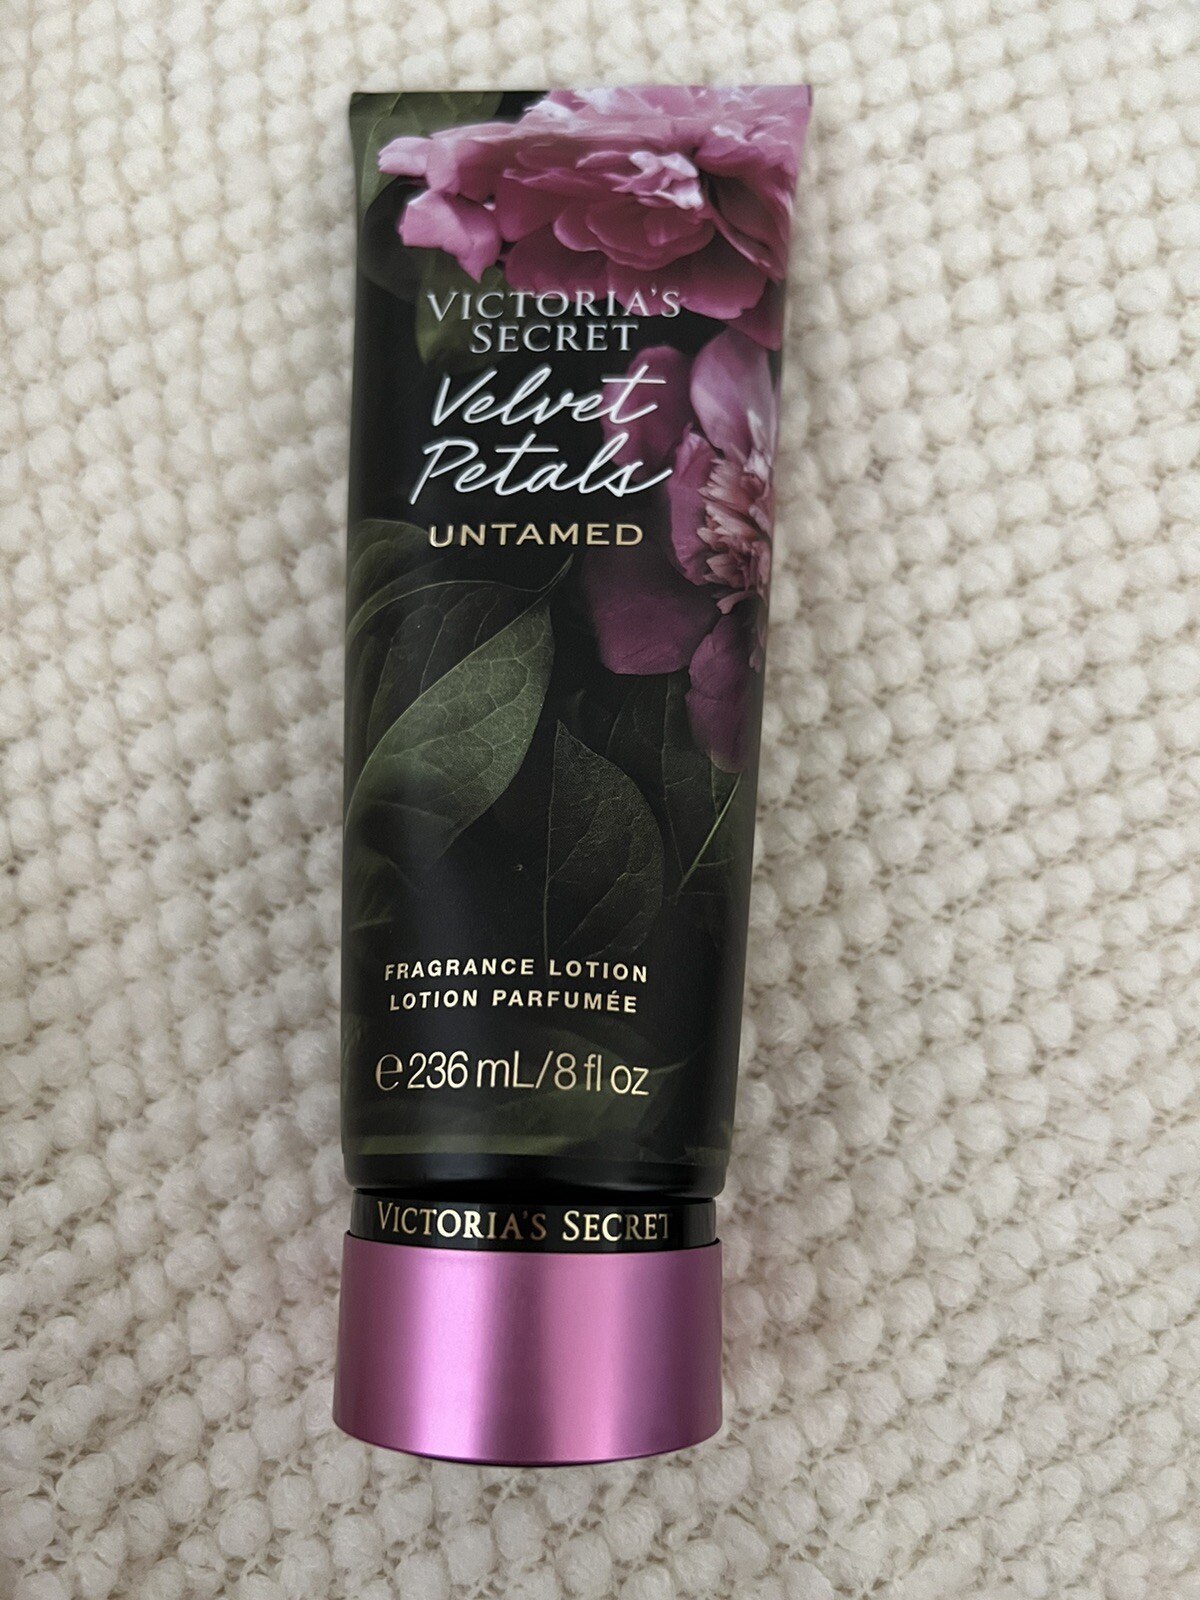 VICTORIA'S
SECRET
Velvet
Petals
UNTAMED
FRAGRANCE LOTION
LOTION PARFUMÉE
℮ 236 mL/8 fl oz
VICTORIA'S SECRET